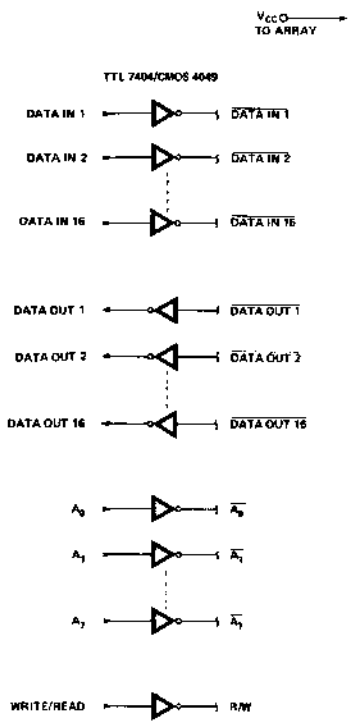 VCC
TO ARRAY
TTL 7404/CMOS 4049
DATA IN 1 DATA IN 1
DATA IN 2 DATA IN 2
DATA IN 16 DATA IN 16
DATA OUT 1 DATA OUT 1
DATA OUT 2 DATA OUT 2
DATA OUT 16 DATA OUT 16
A0 A0
A1 A1
A7 A7
WRITE/READ R/W